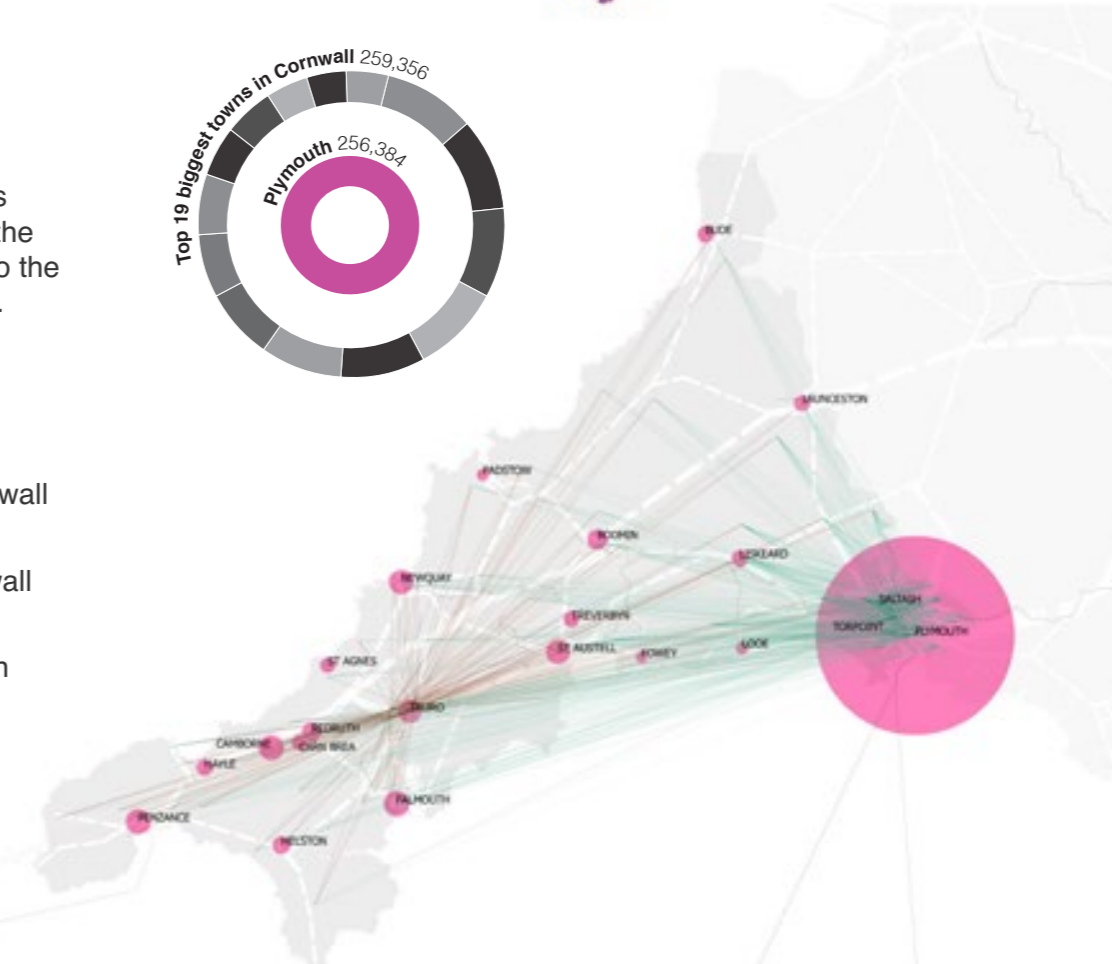 Top 19 biggest towns in Cornwall 259,356
Plymouth 256,384
s
the
o the
.
wall
all
n
BUDE
LAUNCESTON
PADSTOW
BODMIN
LISKEARD
NEWQUAY
TREVERBYN
SALTASH
TORPOINT
PLYMOUTH
ST AUSTELL
FOWEY
LOOE
ST AGNES
TRURO
REDRUTH
CAMBORNE
CARN BREA
HAYLE
FALMOUTH
PENZANCE
HELSTON